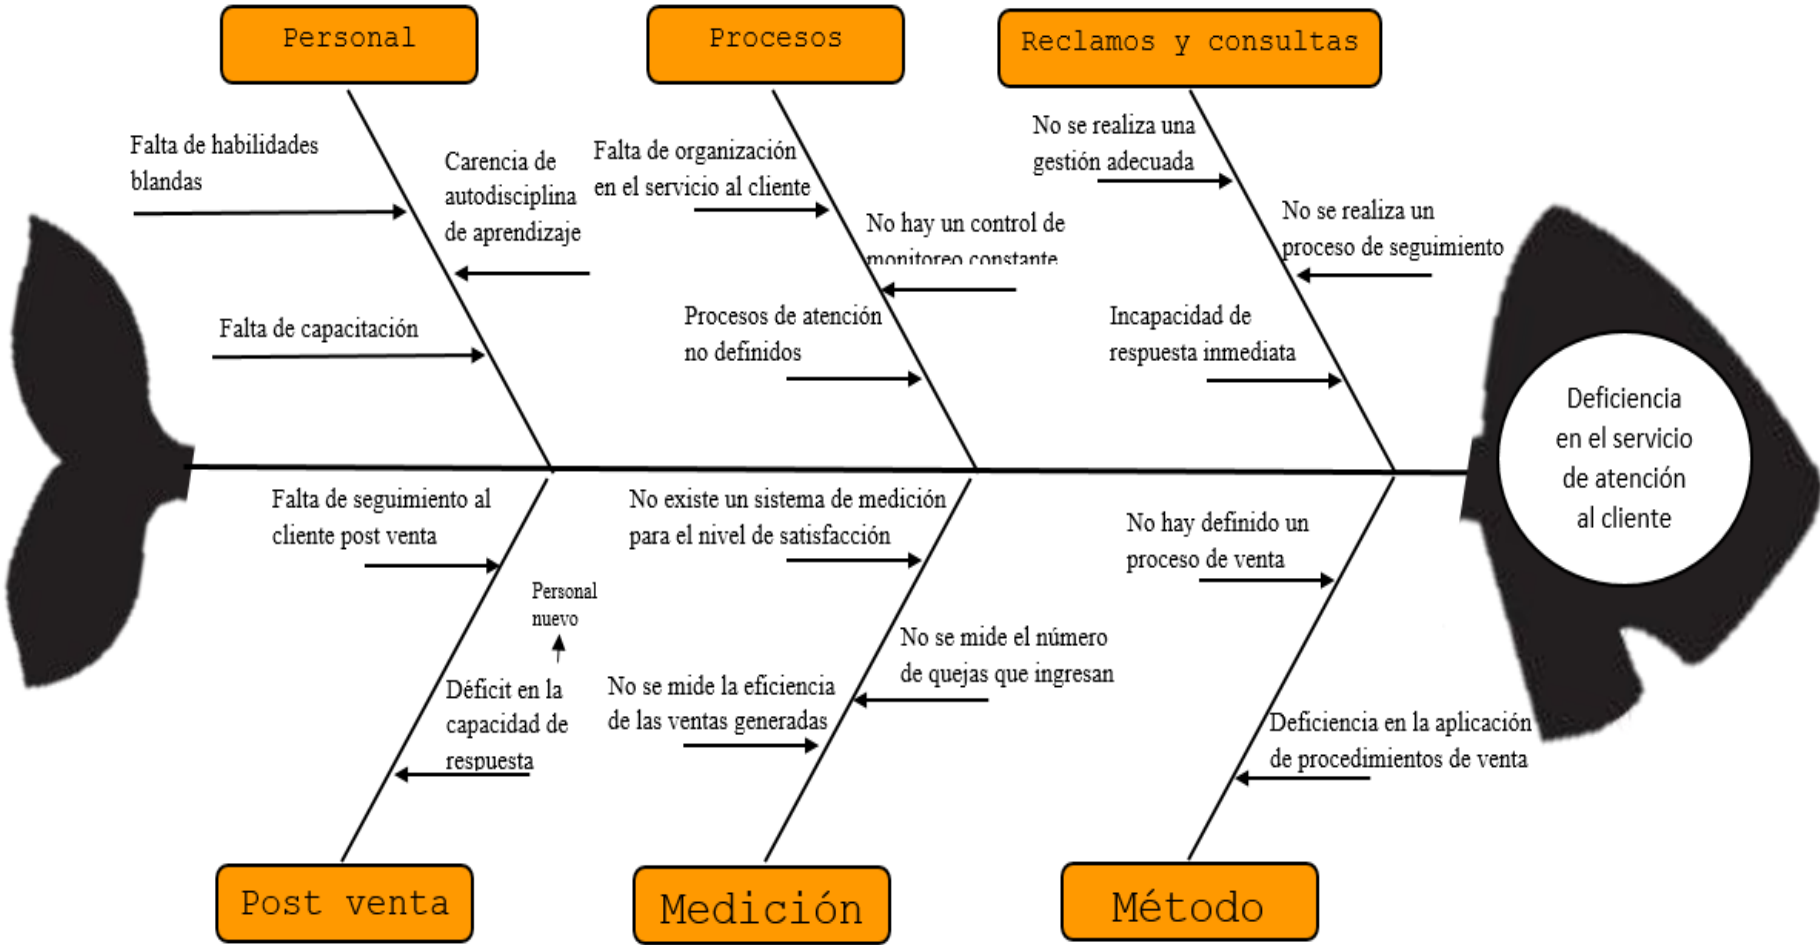 Personal
Procesos
Reclamos y consultas
Falta de habilidades
blandas
Carencia de
autodisciplina
de aprendizaje
Falta de capacitación
Falta de organización
en el servicio al cliente
No hay un control de
monitoreo constante
Procesos de atención
no definidos
No se realiza una
gestión adecuada
No se realiza un
proceso de seguimiento
Incapacidad de
respuesta inmediata
Deficiencia
en el servicio
de atención
al cliente
Falta de seguimiento al
cliente post venta
Personal
nuevo
Déficit en la
capacidad de
respuesta
No existe un sistema de medición
para el nivel de satisfacción
No se mide el número
de quejas que ingresan
No se mide la eficiencia
de las ventas generadas
No hay definido un
proceso de venta
Deficiencia en la aplicación
de procedimientos de venta
Post venta
Medición
Método